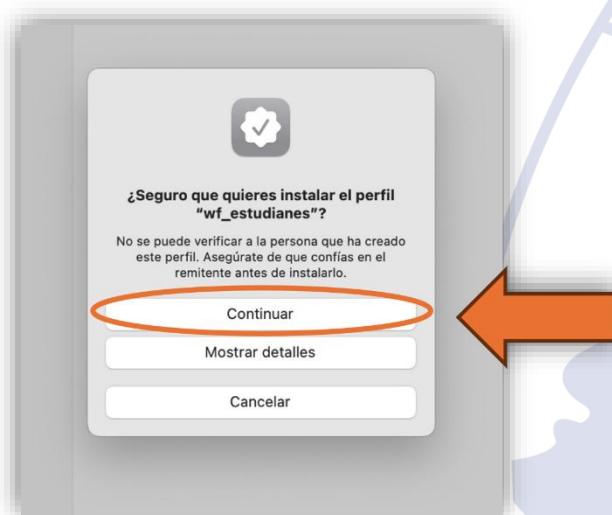 ¿Seguro que quieres instalar el perfil
“wf_estudianes”?
No se puede verificar a la persona que ha creado
este perfil. Asegúrate de que confías en el
remitente antes de instalarlo.
Continuar
Mostrar detalles
Cancelar